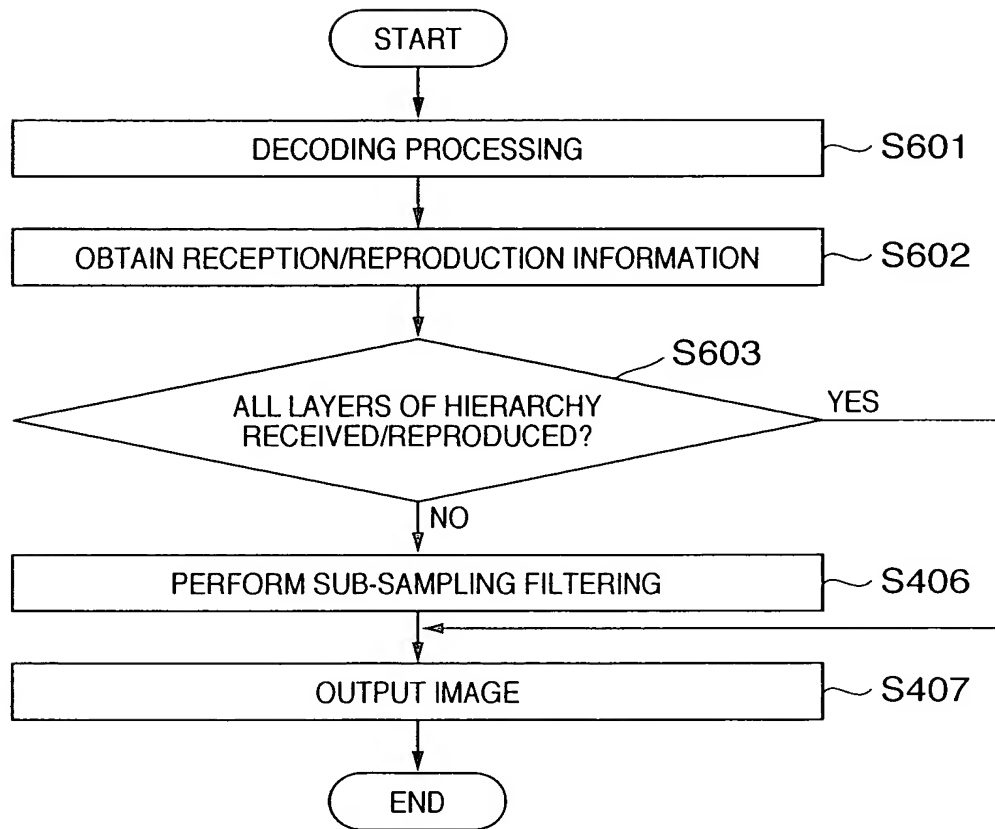 START
DECODING PROCESSING
S601
OBTAIN RECEPTION/REPRODUCTION INFORMATION
S602
S603
ALL LAYERS OF HIERARCHY
RECEIVED/REPRODUCED?
YES
NO
PERFORM SUB-SAMPLING FILTERING
S406
OUTPUT IMAGE
S407
END